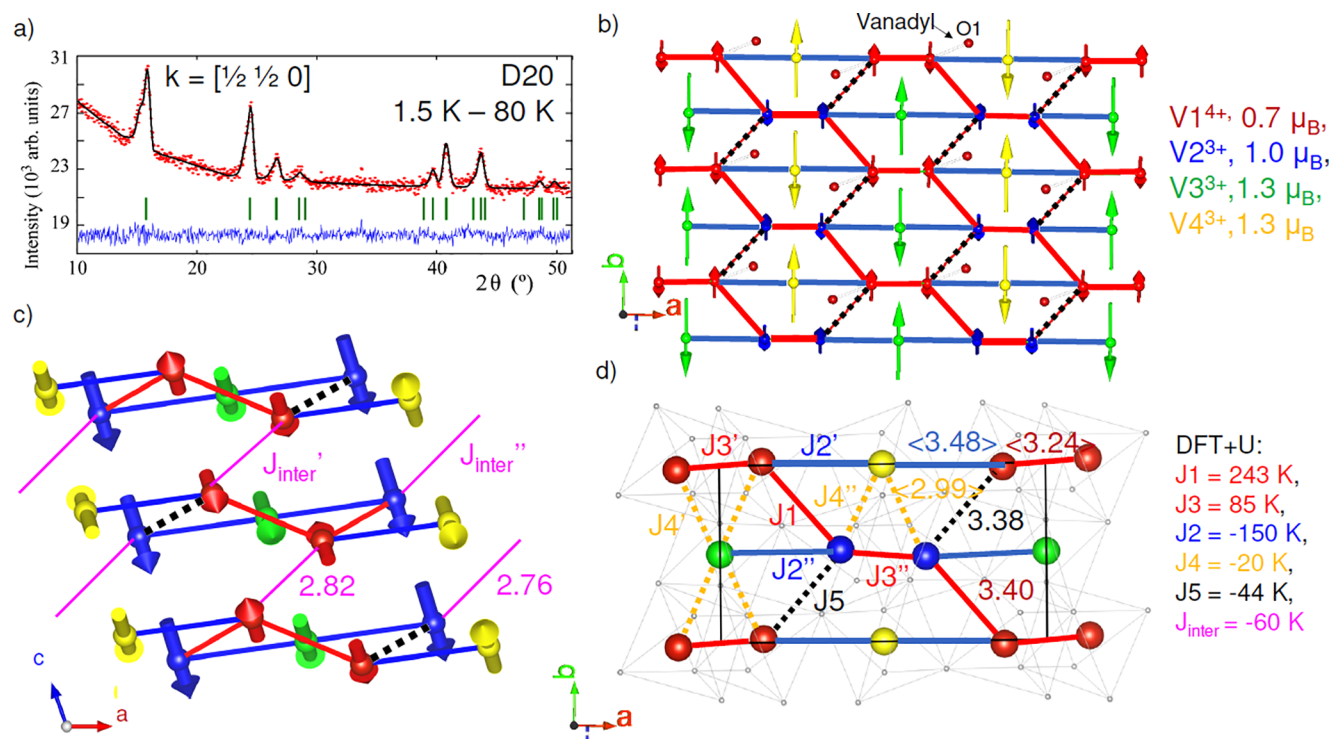 a)
31
27
23
19
Intensity (10³ arb. units)
k = [½ ½ 0]
D20
1.5 K – 80 K
10
20
30
40
50
2θ (º)
b)
Vanadyl
O1
b
a
V1⁴⁺, 0.7 μB,
V2³⁺, 1.0 μB,
V3³⁺,1.3 μB,
V4³⁺,1.3 μB
c)
Jinter'
Jinter''
2.82
2.76
c
a
b
a
d)
J3'
J2'
<3.48>
<3.24>
J4''
<2.99>
J4'
J1
3.38
J2''
J3''
J5
3.40
DFT+U:
J1 = 243 K,
J3 = 85 K,
J2 = -150 K,
J4 = -20 K,
J5 = -44 K,
Jinter = -60 K